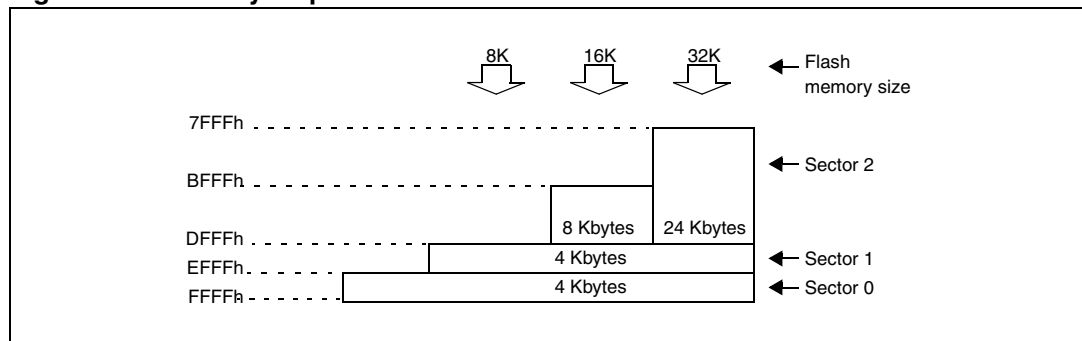 8K 16K 32K Flash
memory size
7FFFh
Sector 2
BFFFh
8 Kbytes 24 Kbytes
DFFFh
4 Kbytes Sector 1
EFFFh
4 Kbytes Sector 0
FFFFh